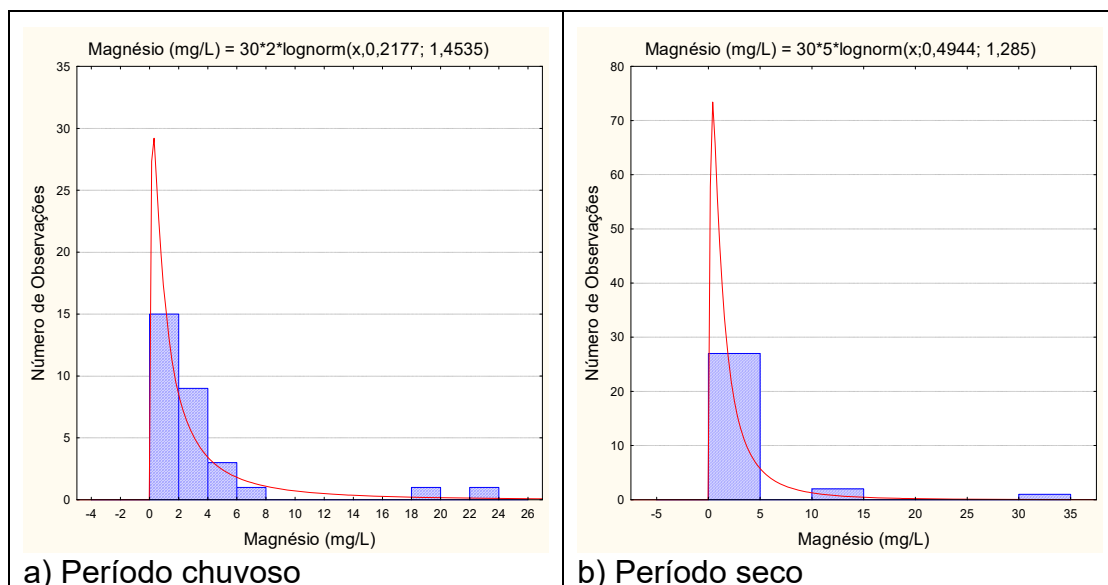 Magnésio (mg/L) = 30*2*lognorm(x,0,2177; 1,4535)
35
30
25
20
15
10
5
0
Número de Observações
-4 -2 0 2 4 6 8 10 12 14 16 18 20 22 24 26
Magnésio (mg/L)
a) Período chuvoso
Magnésio (mg/L) = 30*5*lognorm(x;0,4944; 1,285)
80
70
60
50
40
30
20
10
0
Número de Observações
-5 0 5 10 15 20 25 30 35
Magnésio (mg/L)
b) Período seco